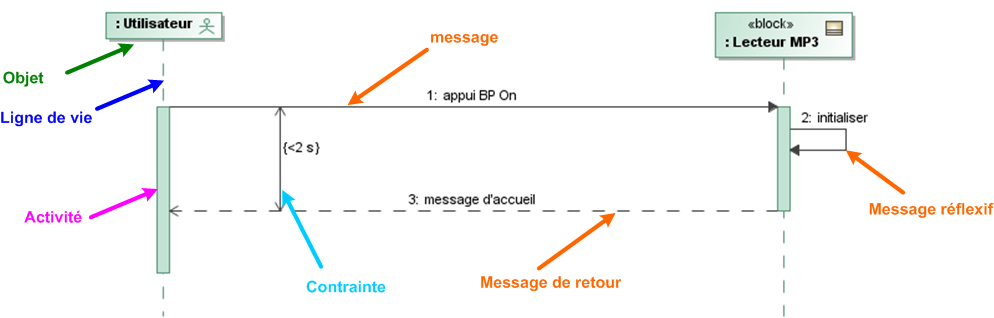 : Utilisateur
«block»
: Lecteur MP3
message
Objet
Ligne de vie
1: appui BP On
2: initialiser
{<2 s}
Activité
3: message d'accueil
Message réflexif
Contrainte
Message de retour